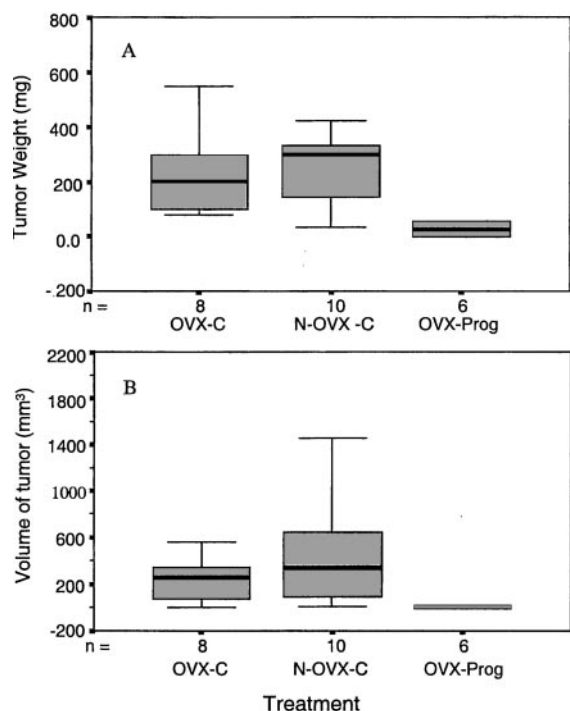 800
A
600
400
200
0.0
-.200
Tumor Weight (mg)
n = 8 10 6
OVX-C N-OVX -C OVX-Prog
2200
B
1800
1400
1000
600
200
-200
Volume of tumor (mm³)
n = 8 10 6
OVX-C N-OVX-C OVX-Prog
Treatment